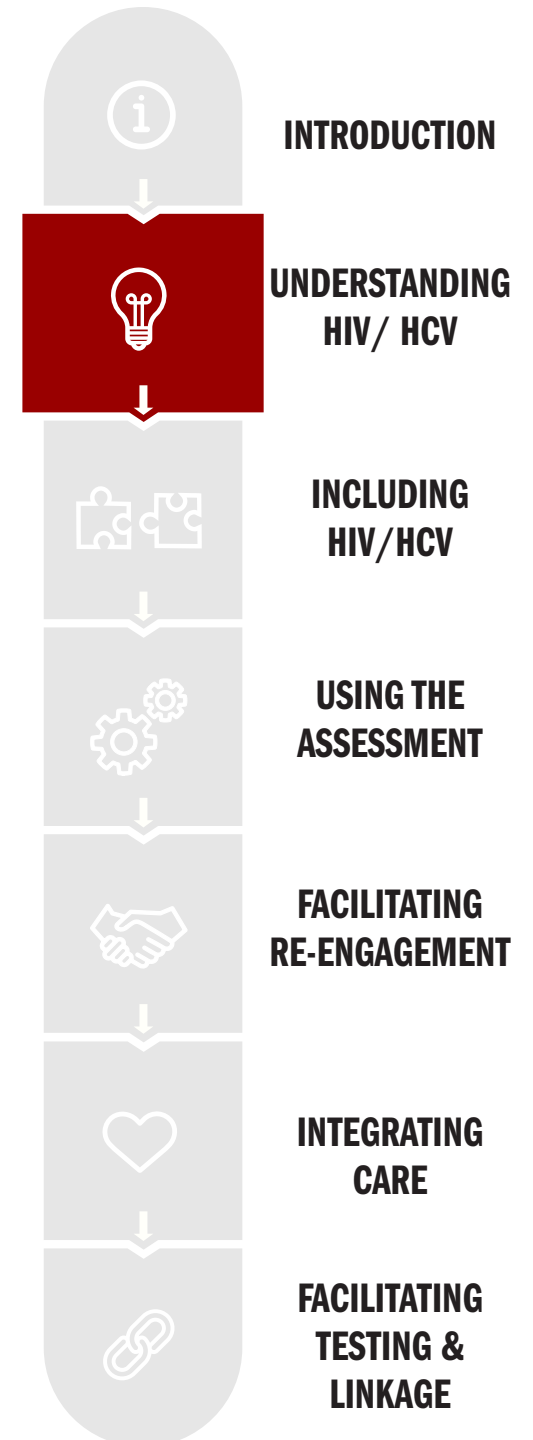 INTRODUCTION
UNDERSTANDING
HIV/ HCV
INCLUDING
HIV/HCV
USING THE
ASSESSMENT
FACILITATING
RE-ENGAGEMENT
INTEGRATING
CARE
FACILITATING
TESTING &
LINKAGE